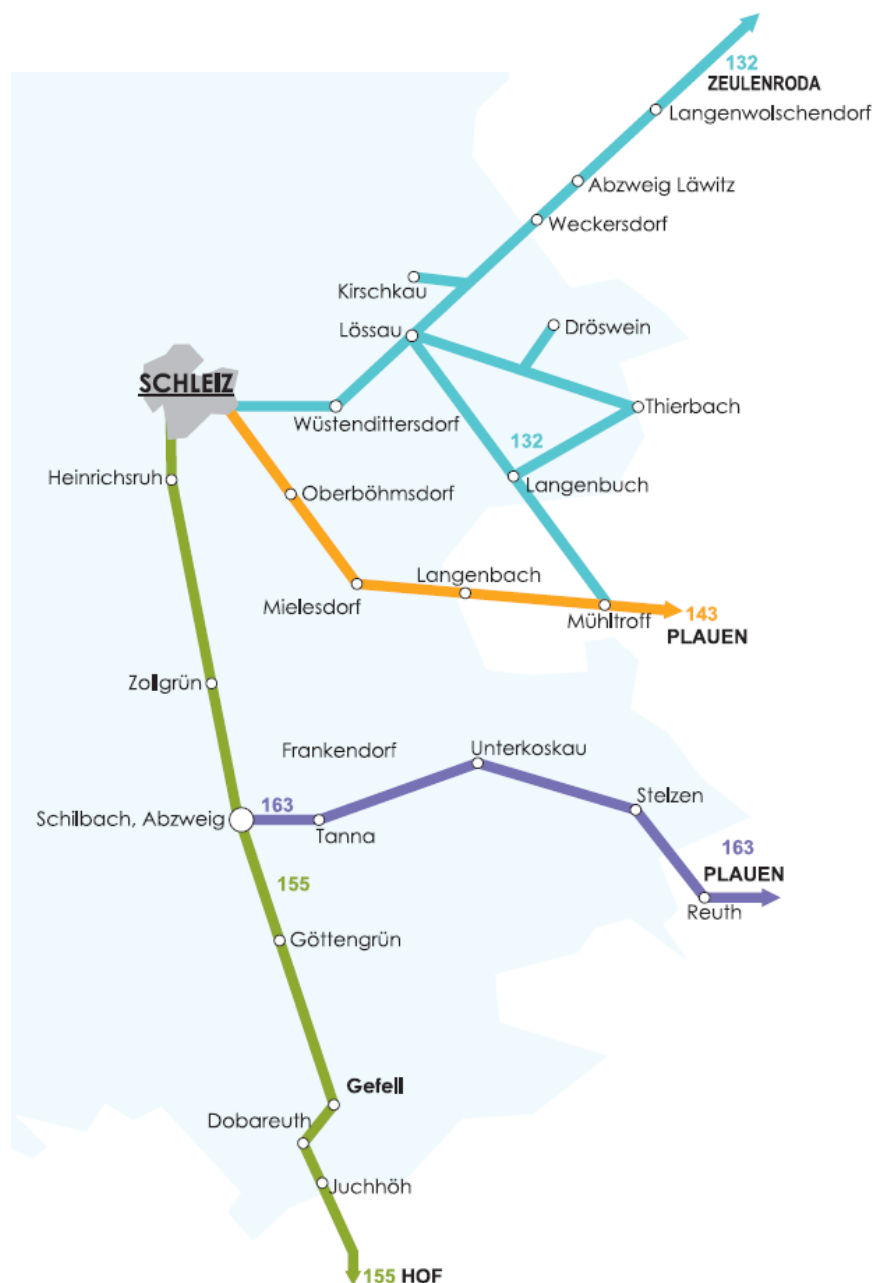 132
ZEULENRODA
Langenwolschendorf
Abzweig Läwitz
Weckersdorf
Kirschkau
Lössau
Dröswein
SCHLEIZ
Wüstendittersdorf
Thierbach
132
Heinrichsruh
Oberböhmsdorf
Langenbuch
Langenbach
Mielesdorf
Mühltroff
143
PLAUEN
Zollgrün
Frankendorf
Unterkoskau
Stelzen
163
Schilbach, Abzweig
Tanna
163
PLAUEN
Reuth
155
Göttengrün
Gefell
Dobareuth
Juchhöh
155 HOF